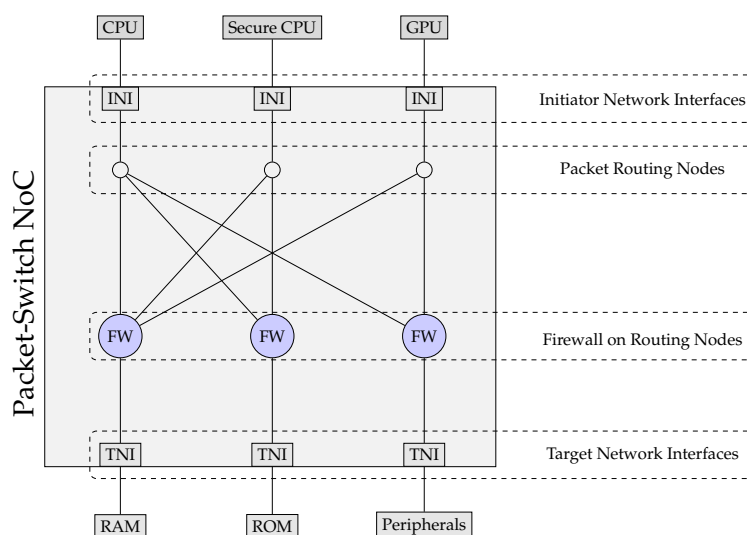 CPU
Secure CPU
GPU
INI
INI
INI
Initiator Network Interfaces
Packet Routing Nodes
Packet-Switch NoC
FW
FW
FW
Firewall on Routing Nodes
TNI
TNI
TNI
Target Network Interfaces
RAM
ROM
Peripherals